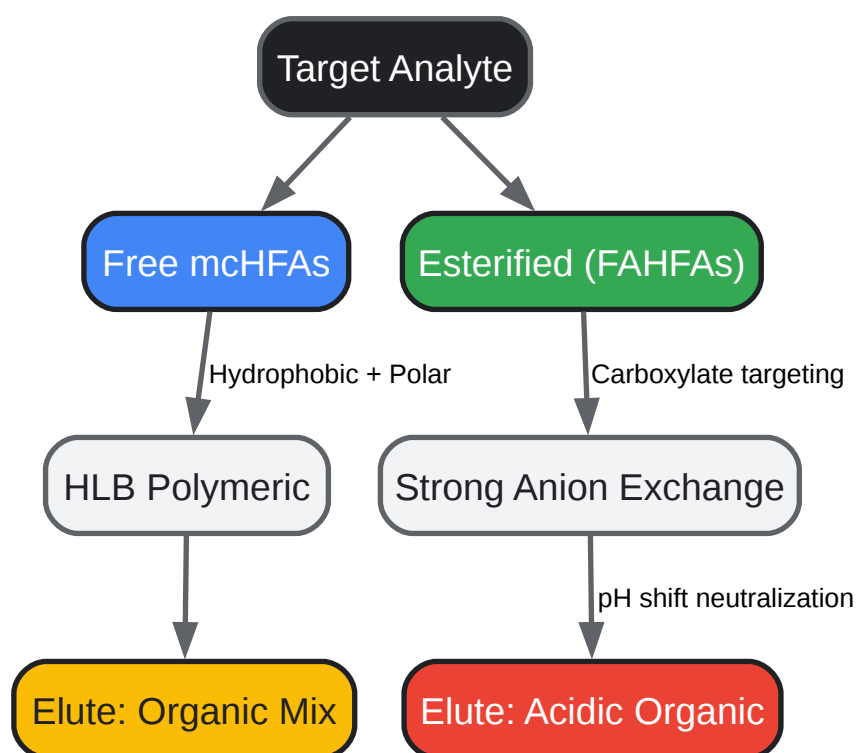 Target Analyte
Free mcHFAs
Esterified (FAHFAs)
Hydrophobic + Polar
Carboxylate targeting
HLB Polymeric
Strong Anion Exchange
pH shift neutralization
Elute: Organic Mix
Elute: Acidic Organic